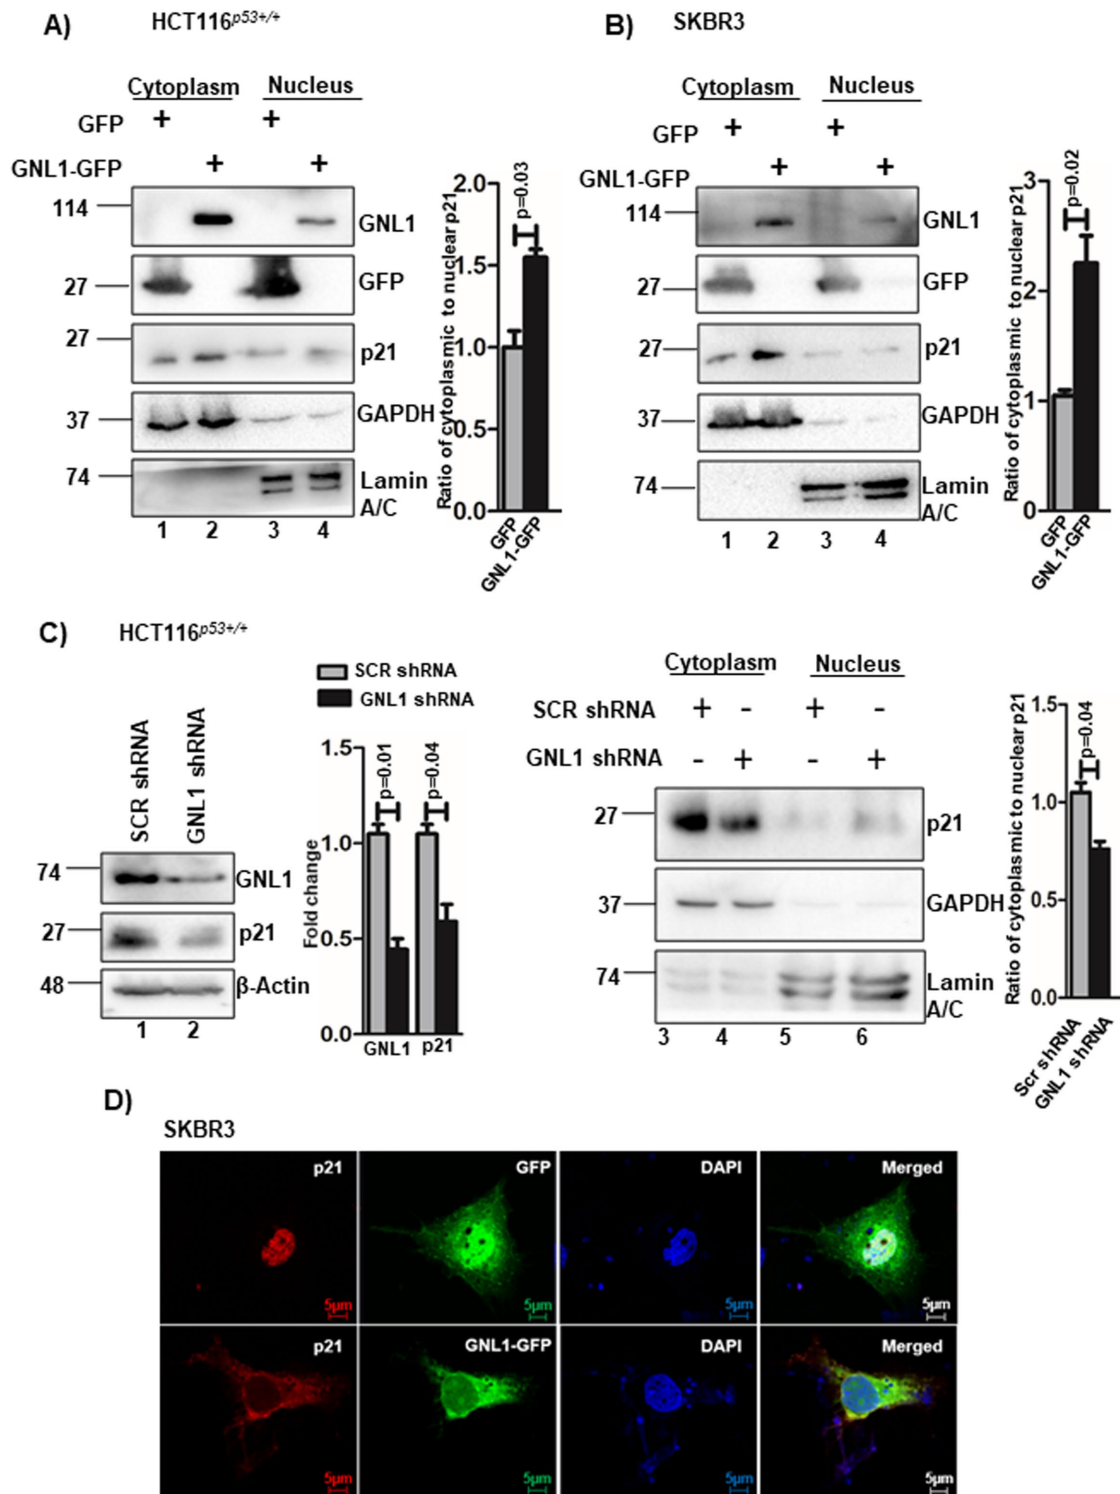 A) HCT116p53+/+
Cytoplasm Nucleus
GFP + +
GNL1-GFP + +
114 GNL1
27 GFP
27 p21
37 GAPDH
74 Lamin A/C
1 2 3 4
Ratio of cytoplasmic to nuclear p21
2.0
1.5
1.0
0.5
0.0
p=0.03
GFP
GNL1-GFP
B) SKBR3
Cytoplasm Nucleus
GFP + +
GNL1-GFP + +
114 GNL1
27 GFP
27 p21
37 GAPDH
74 Lamin A/C
1 2 3 4
Ratio of cytoplasmic to nuclear p21
3
2
1
0
p=0.02
GFP
GNL1-GFP
C) HCT116p53+/+
SCR shRNA
GNL1 shRNA
74 GNL1
27 p21
48 β-Actin
1 2
SCR shRNA
GNL1 shRNA
Fold change
1.5
1.0
0.5
0.0
p=0.01
p=0.04
GNL1 p21
Cytoplasm Nucleus
SCR shRNA + - + -
GNL1 shRNA - + - +
27 p21
37 GAPDH
74 Lamin A/C
3 4 5 6
Ratio of cytoplasmic to nuclear p21
1.5
1.0
0.5
0.0
p=0.04
Scr shRNA
GNL1 shRNA
D)
SKBR3
p21 GFP DAPI Merged
5μm 5μm 5μm 5μm
p21 GNL1-GFP DAPI Merged
5μm 5μm 5μm 5μm